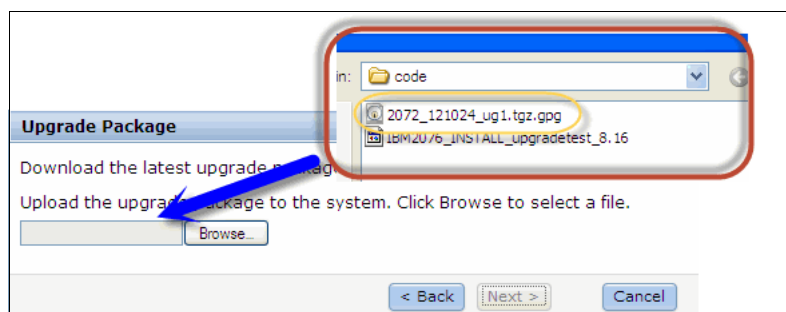 in: code
2072_121024_ug1.tgz.gpg
IBM2076_INSTALL_upgradetest_8.16
Upgrade Package
Download the latest upgrade package
Upload the upgrade package to the system. Click Browse to select a file.
Browse...
< Back Next > Cancel